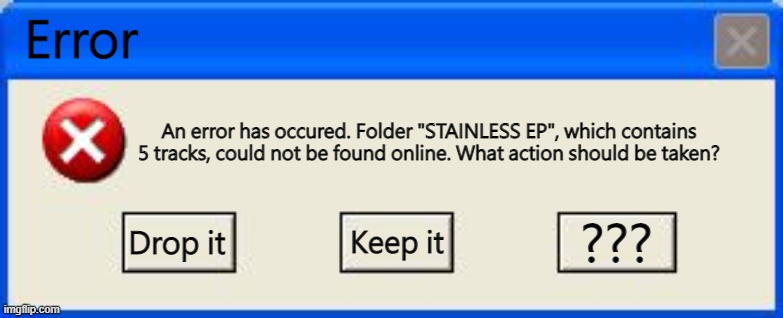 Error
An error has occured. Folder "STAINLESS EP", which contains
5 tracks, could not be found online. What action should be taken?
Drop it
Keep it
???
imgflip.com